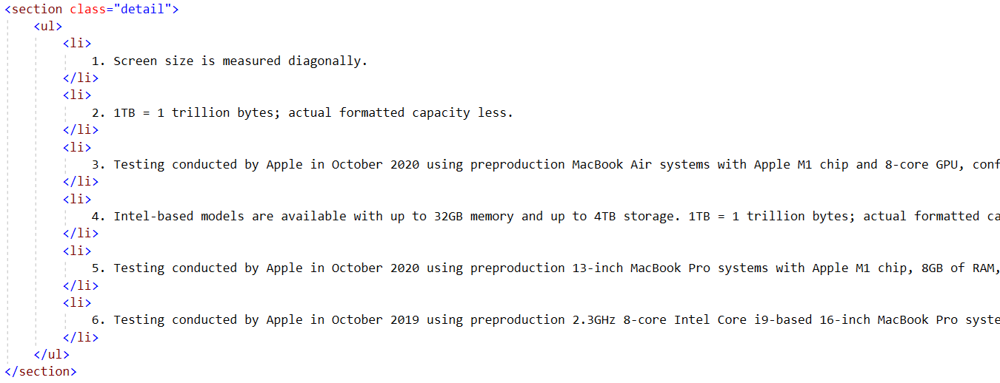 <section class="detail">
<ul>
<li>
1. Screen size is measured diagonally.
</li>
<li>
2. 1TB = 1 trillion bytes; actual formatted capacity less.
</li>
<li>
3. Testing conducted by Apple in October 2020 using preproduction MacBook Air systems with Apple M1 chip and 8-core GPU, conf
</li>
<li>
4. Intel-based models are available with up to 32GB memory and up to 4TB storage. 1TB = 1 trillion bytes; actual formatted ca
</li>
<li>
5. Testing conducted by Apple in October 2020 using preproduction 13-inch MacBook Pro systems with Apple M1 chip, 8GB of RAM,
</li>
<li>
6. Testing conducted by Apple in October 2019 using preproduction 2.3GHz 8-core Intel Core i9-based 16-inch MacBook Pro syste
</li>
</ul>
</section>